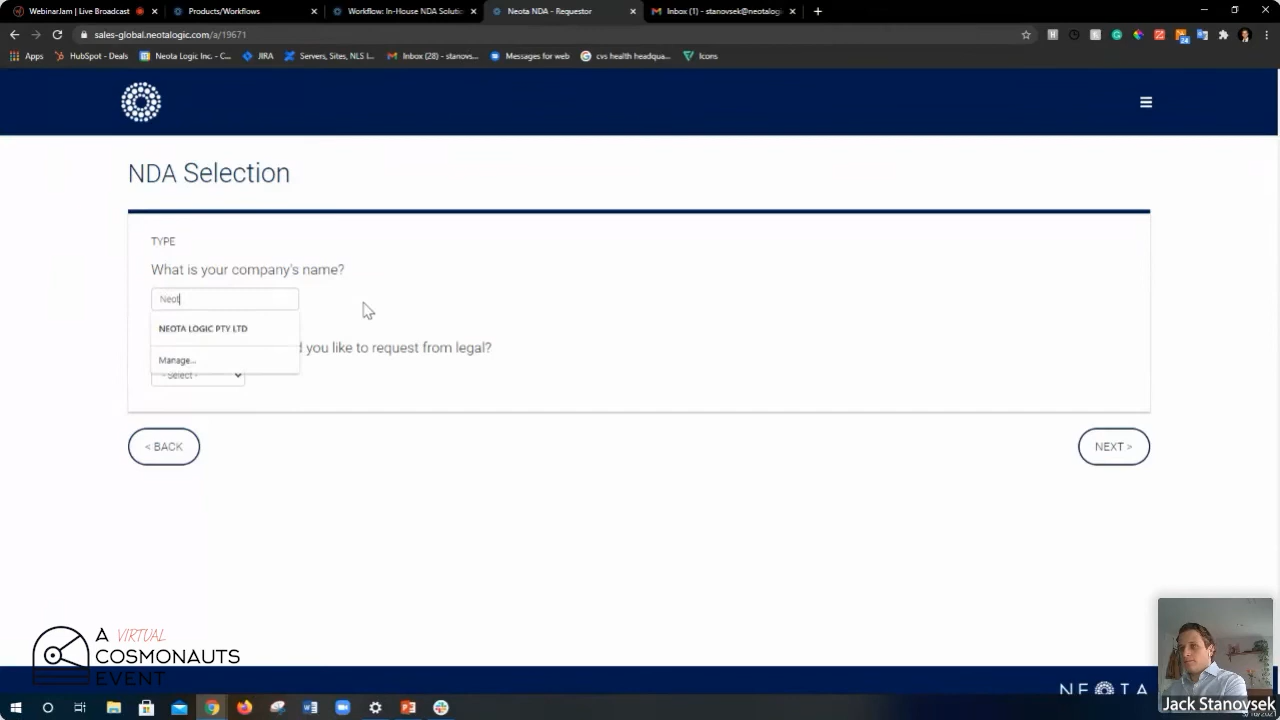 WebinarJam | Live Broadcast
Products/Workflows
Workflow: In-House NDA Solutio
Neota NDA - Requestor
Inbox (1) - stanovsek@neotalogi
sales-global.neotalogic.com/a/19671
Apps
HubSpot - Deals
Neota Logic Inc. - C...
JIRA
Servers, Sites, NLS I...
Inbox (28) - stanovs...
Messages for web
cvs health headqua...
Icons
NDA Selection
TYPE
What is your company's name?
Neot
NEOTA LOGIC PTY LTD
d you like to request from legal?
Manage...
- Select -
< BACK
NEXT >
A VIRTUAL
COSMONAUTS
EVENT
NEOTA
Jack Stanovsek